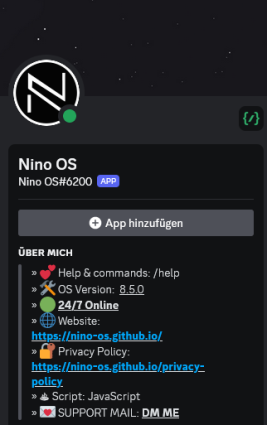 Nino OS
Nino OS#6200 APP
App hinzufügen
ÜBER MICH
» Help & commands: /help
» OS Version: 8.5.0
» 24/7 Online
» Website:
https://nino-os.github.io/
» Privacy Policy:
https://nino-os.github.io/privacy-
policy
» Script: JavaScript
» SUPPORT MAIL: DM ME